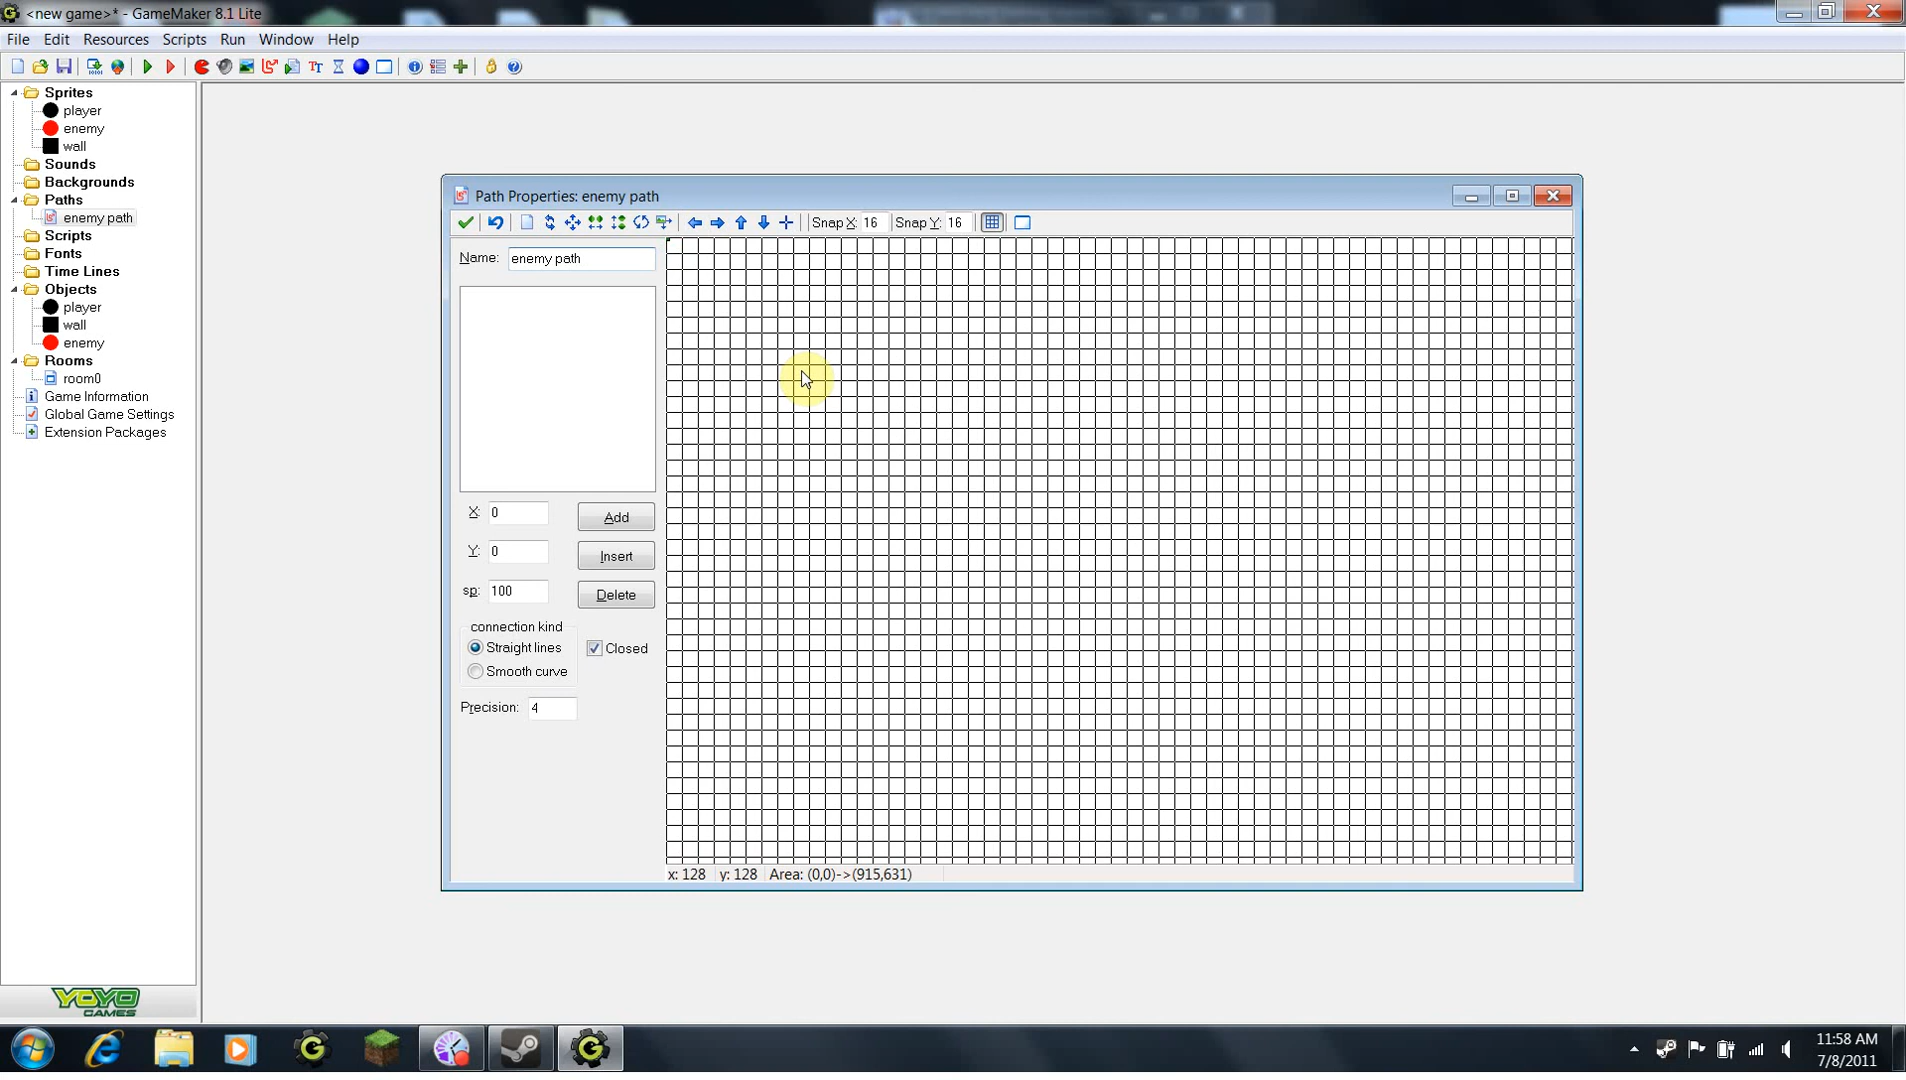 <new game>* - GameMaker 8.1 Lite
File Edit Resources Scripts Run Window Help
Sprites
player
enemy
wall
Sounds
Backgrounds
Paths
enemy path
Scripts
Fonts
Time Lines
Objects
player
wall
enemy
Rooms
room0
Game Information
Global Game Settings
Extension Packages
Path Properties: enemy path
Snap X: 16 Snap Y: 16
Name: enemy path
X: 0 Add
Y: 0 Insert
sp: 100 Delete
connection kind
Straight lines Closed
Smooth curve
Precision: 4
x: 128 y: 128 Area: (0,0)->(915,631)
YOYO
GAMES
11:58 AM
7/8/2011